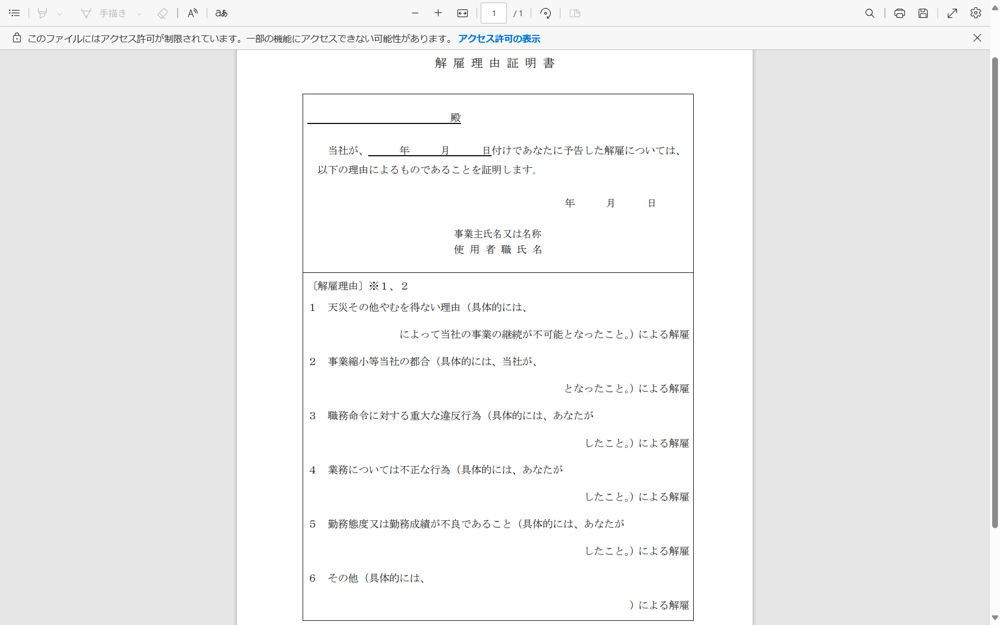 手描き
aあ
1
/ 1
このファイルにはアクセス許可が制限されています。一部の機能にアクセスできない可能性があります。 アクセス許可の表示
解雇理由証明書
殿
当社が、　　　年　　　月　　　日付けであなたに予告した解雇については、
以下の理由によるものであることを証明します。
年　　　月　　　日
事業主氏名又は名称
使用者職氏名
〔解雇理由〕※１、２
１　天災その他やむを得ない理由（具体的には、
によって当社の事業の継続が不可能となったこと。）による解雇
２　事業縮小等当社の都合（具体的には、当社が、
となったこと。）による解雇
３　職務命令に対する重大な違反行為（具体的には、あなたが
したこと。）による解雇
４　業務については不正な行為（具体的には、あなたが
したこと。）による解雇
５　勤務態度又は勤務成績が不良であること（具体的には、あなたが
したこと。）による解雇
６　その他（具体的には、
）による解雇